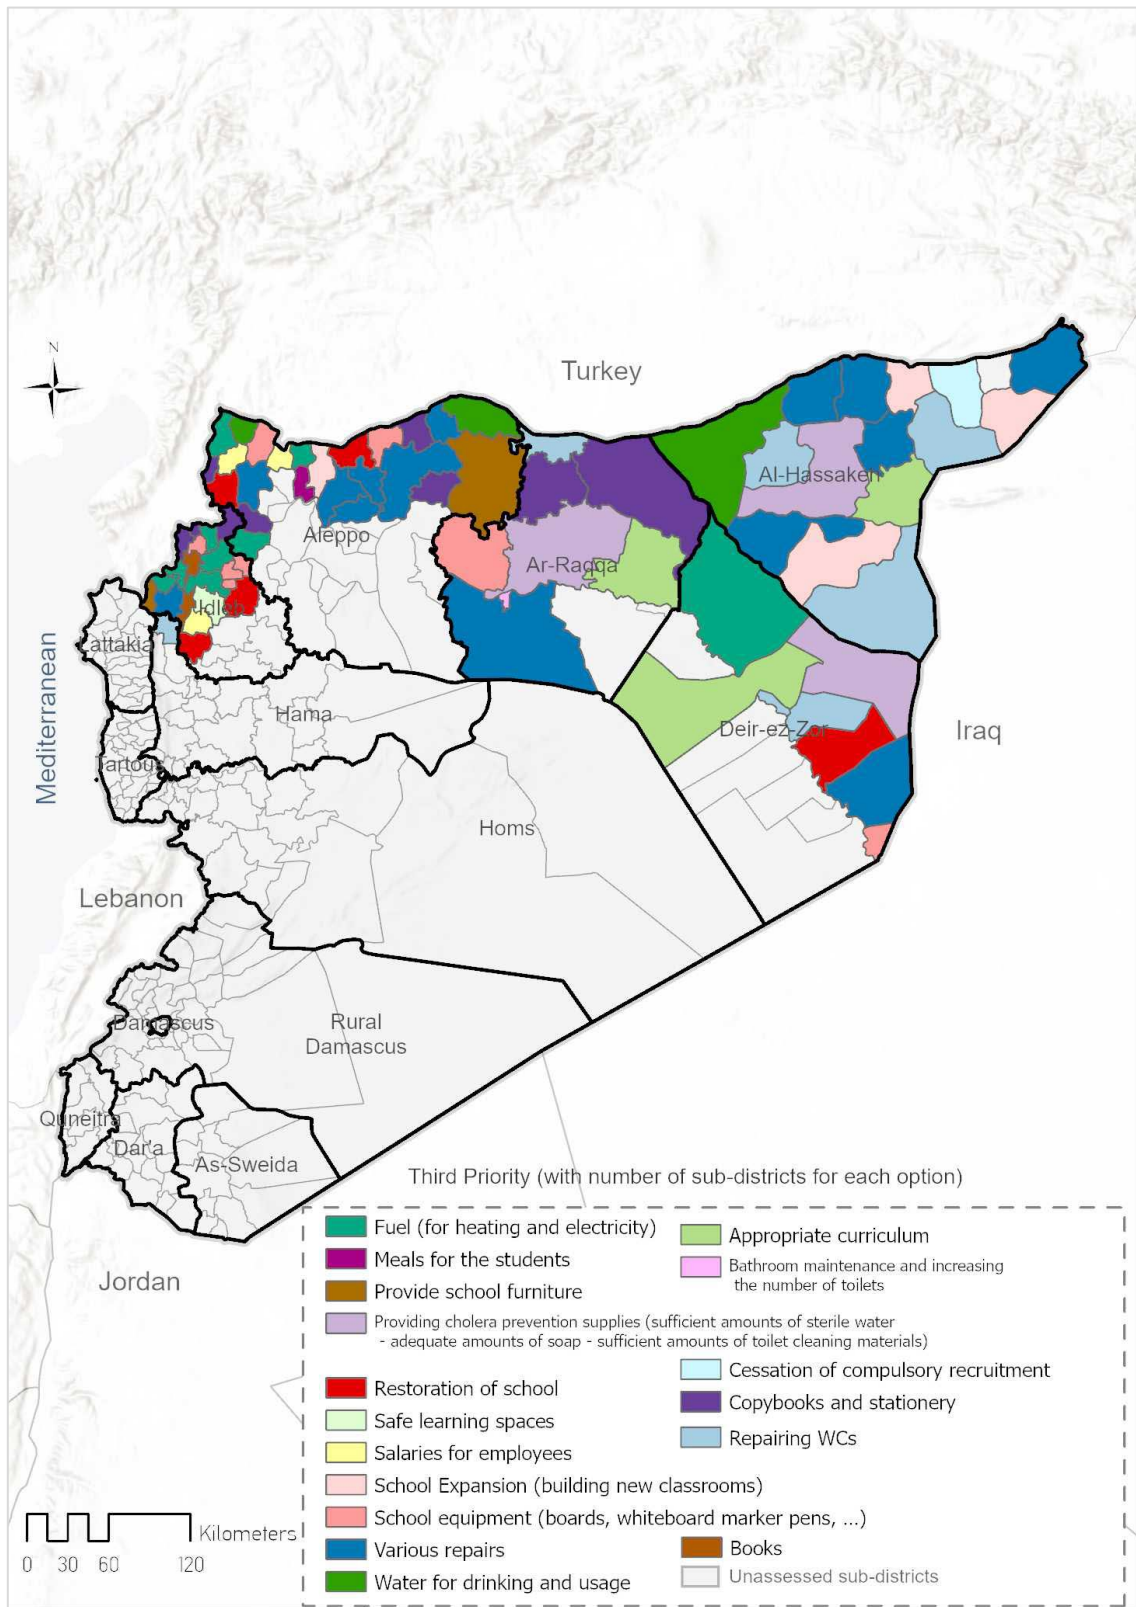 N
Turkey
Al-Hassakeh
Aleppo
Ar-Raqqa
Idleb
Lattakia
Mediterranean
Hama
Deir-ez-Zor
Iraq
Tartous
Homs
Lebanon
Damascus
Rural
Damascus
Quneitra
Dar'a
As-Sweida
Jordan
Third Priority (with number of sub-districts for each option)
Fuel (for heating and electricity)
Meals for the students
Provide school furniture
Providing cholera prevention supplies (sufficient amounts of sterile water
- adequate amounts of soap - sufficient amounts of toilet cleaning materials)
Restoration of school
Safe learning spaces
Salaries for employees
School Expansion (building new classrooms)
School equipment (boards, whiteboard marker pens, ...)
Various repairs
Water for drinking and usage
Appropriate curriculum
Bathroom maintenance and increasing
the number of toilets
Cessation of compulsory recruitment
Copybooks and stationery
Repairing WCs
Books
Unassessed sub-districts
Kilometers
0 30 60 120